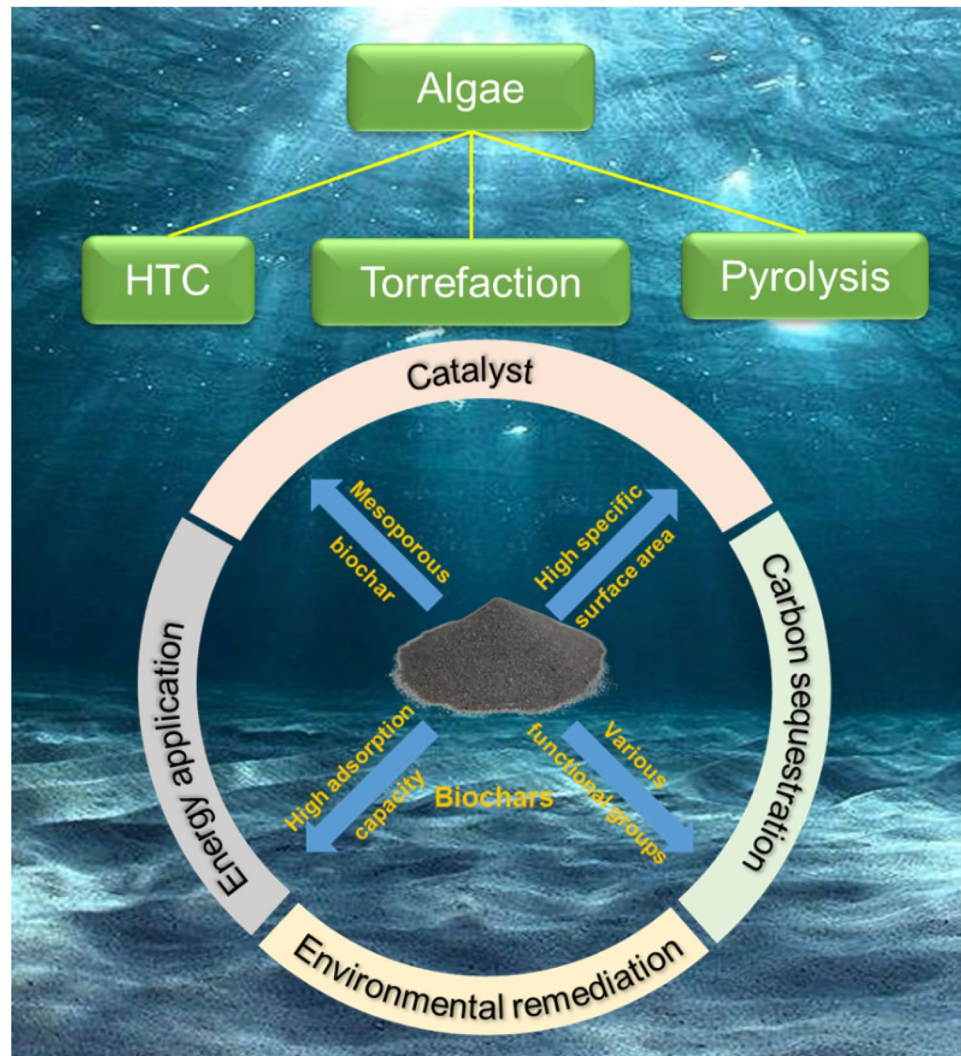 Algae
HTC
Torrefaction
Pyrolysis
Catalyst
Mesoporous
biochar
High specific
surface area
Energy application
Carbon sequestration
High adsorption
capacity
Biochars
Various
functional groups
Environmental remediation